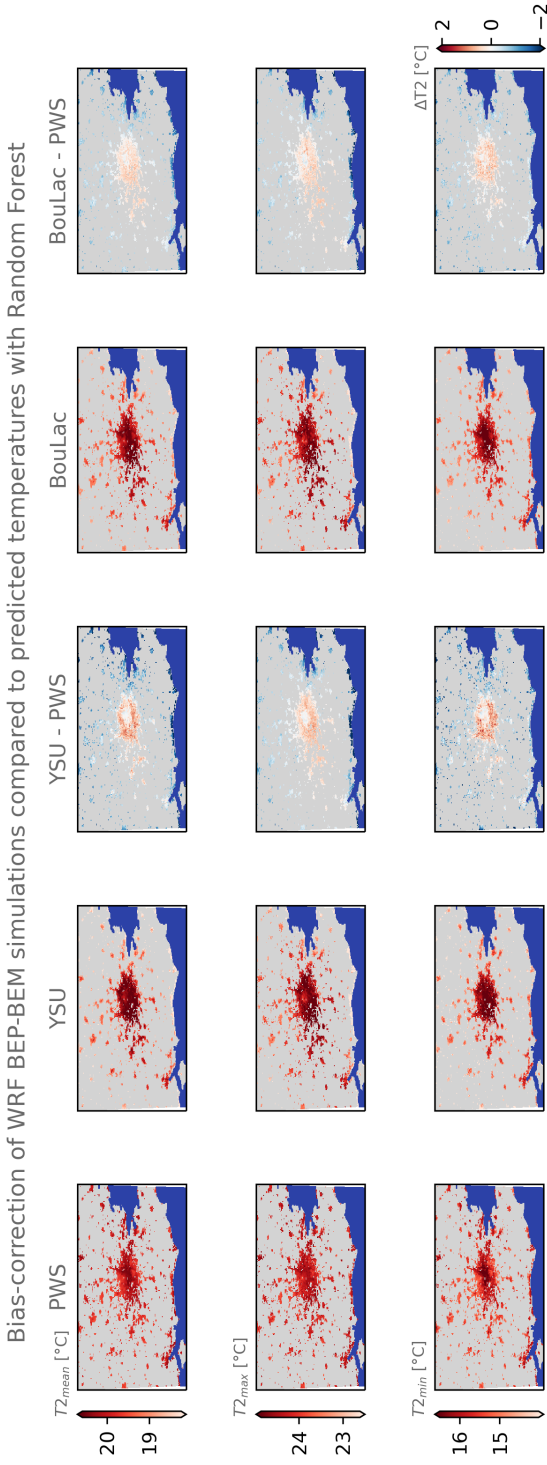 Bias-correction of WRF BEP-BEM simulations compared to predicted temperatures with Random Forest
PWS
YSU
YSU - PWS
BouLac
BouLac - PWS
T2mean [°C]
20
19
T2max [°C]
24
23
T2min [°C]
16
15
ΔT2 [°C]
2
0
−2